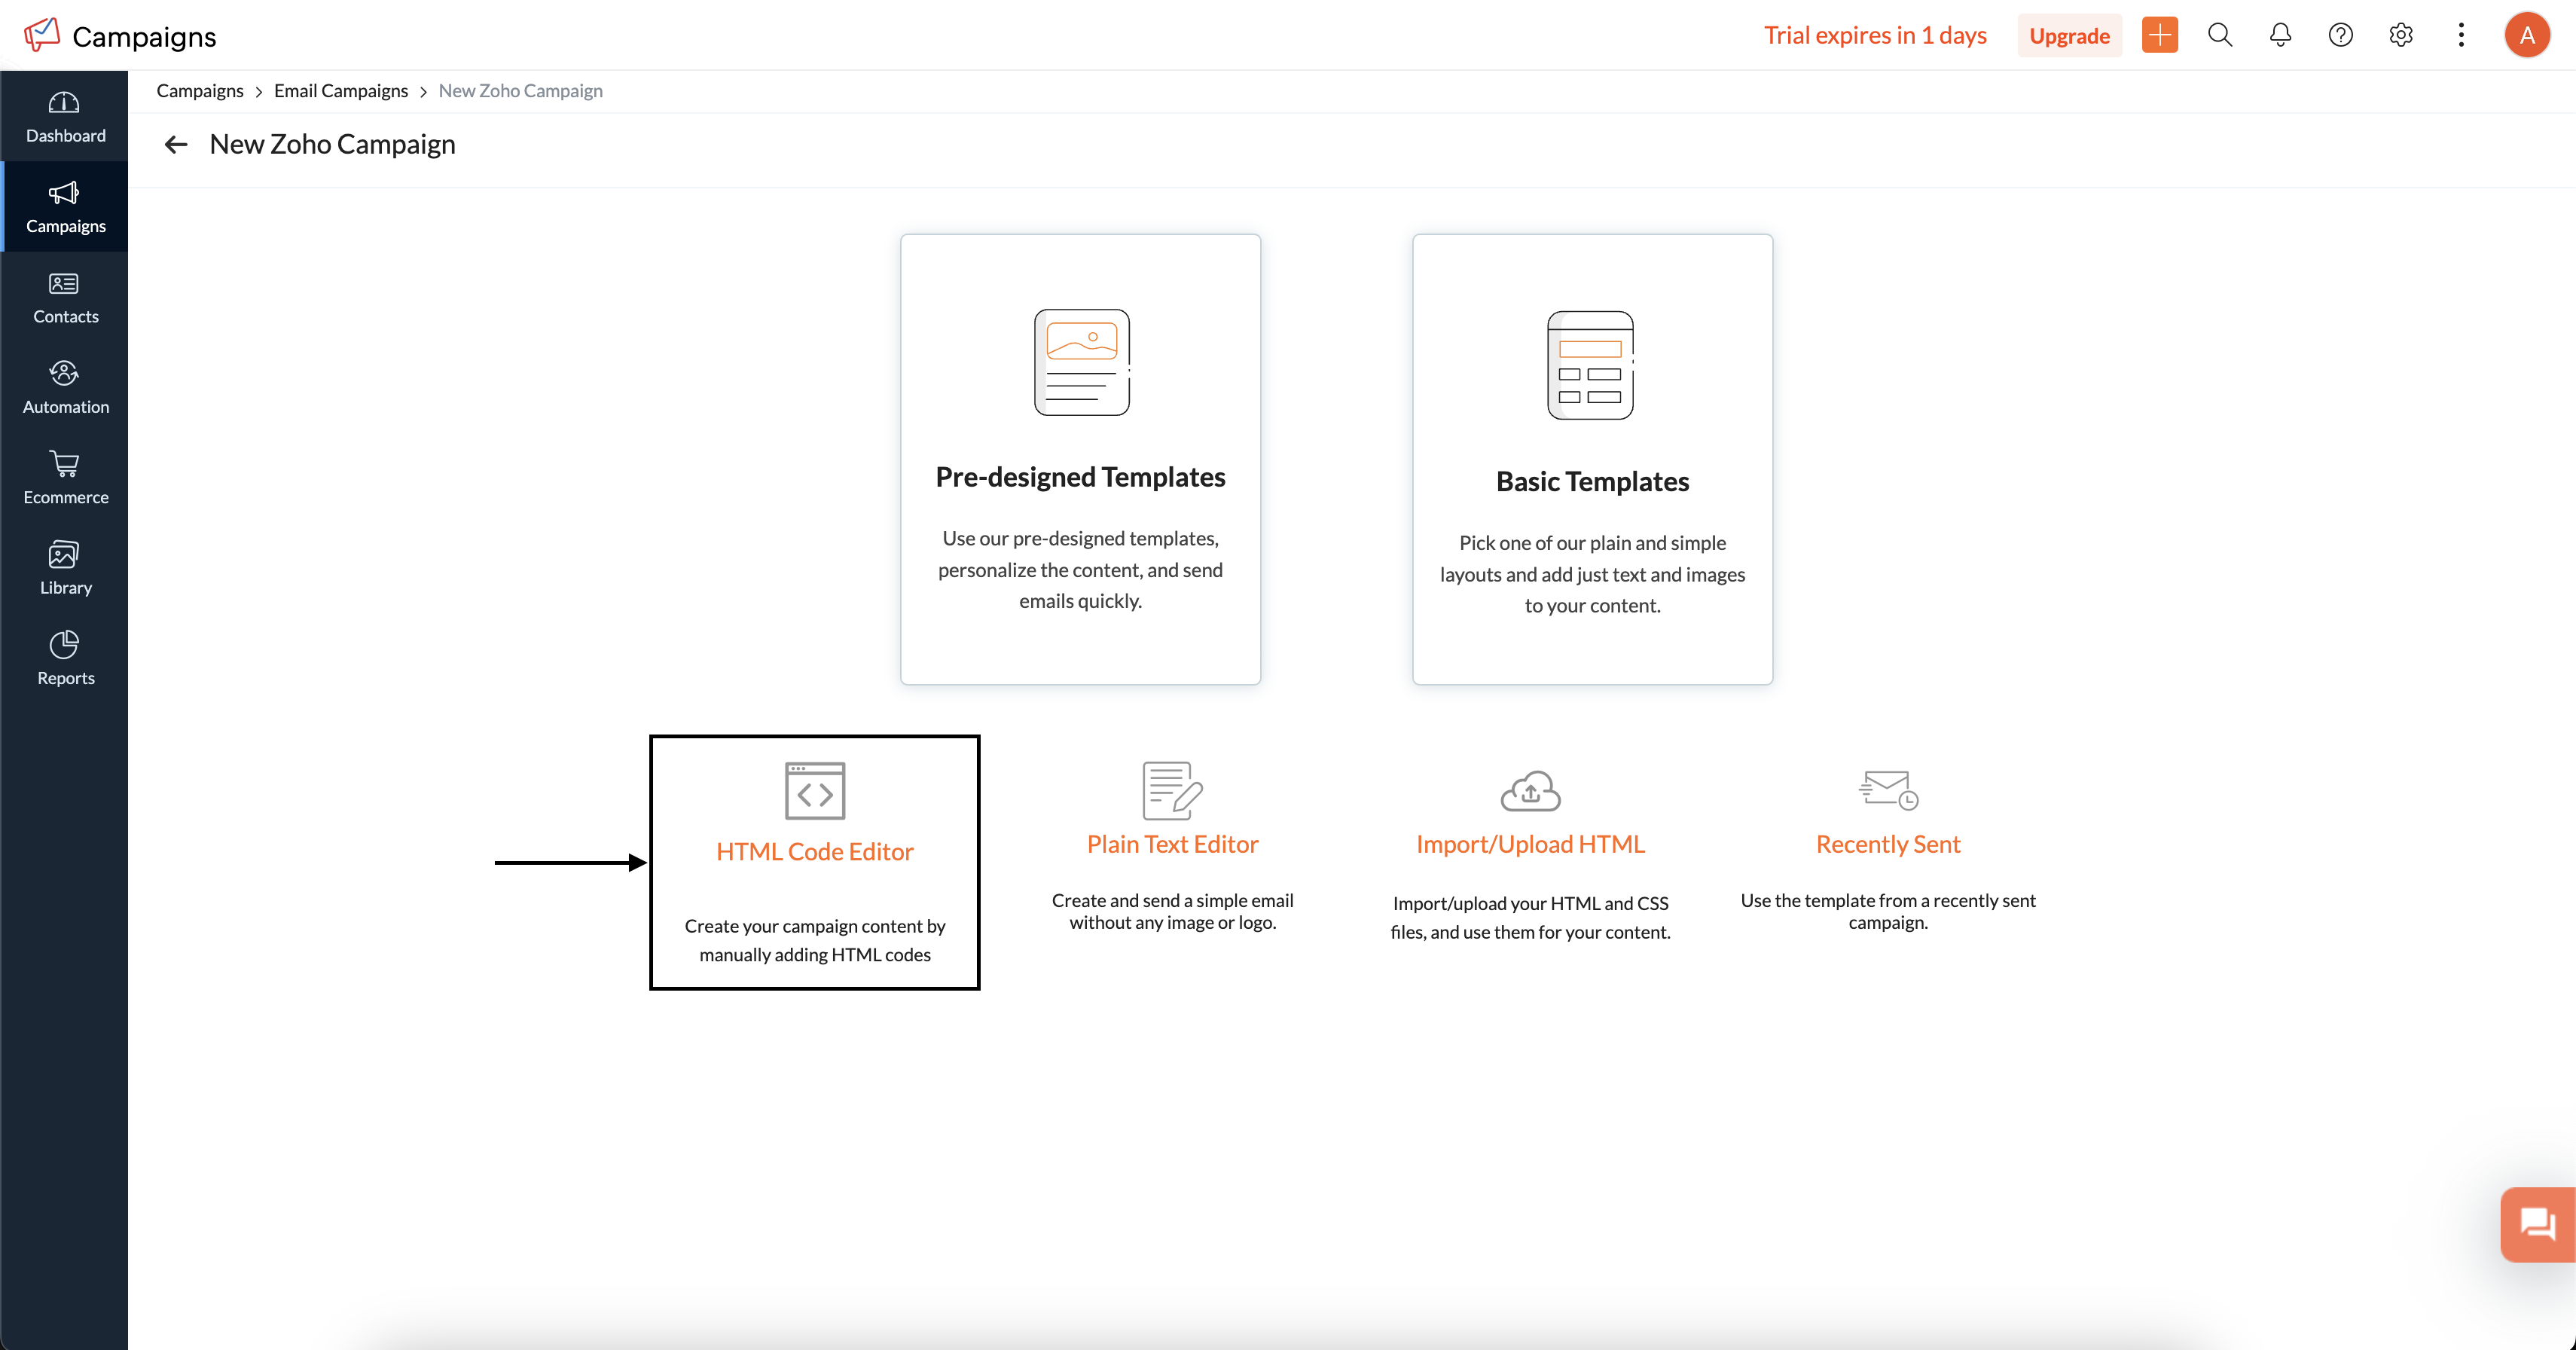 Campaigns
Trial expires in 1 days
Upgrade
A
Campaigns > Email Campaigns > New Zoho Campaign
New Zoho Campaign
Dashboard
Campaigns
Contacts
Automation
Ecommerce
Library
Reports
Pre-designed Templates
Use our pre-designed templates,
personalize the content, and send
emails quickly.
Basic Templates
Pick one of our plain and simple
layouts and add just text and images
to your content.
HTML Code Editor
Create your campaign content by
manually adding HTML codes
Plain Text Editor
Create and send a simple email
without any image or logo.
Import/Upload HTML
Import/upload your HTML and CSS
files, and use them for your content.
Recently Sent
Use the template from a recently sent
campaign.